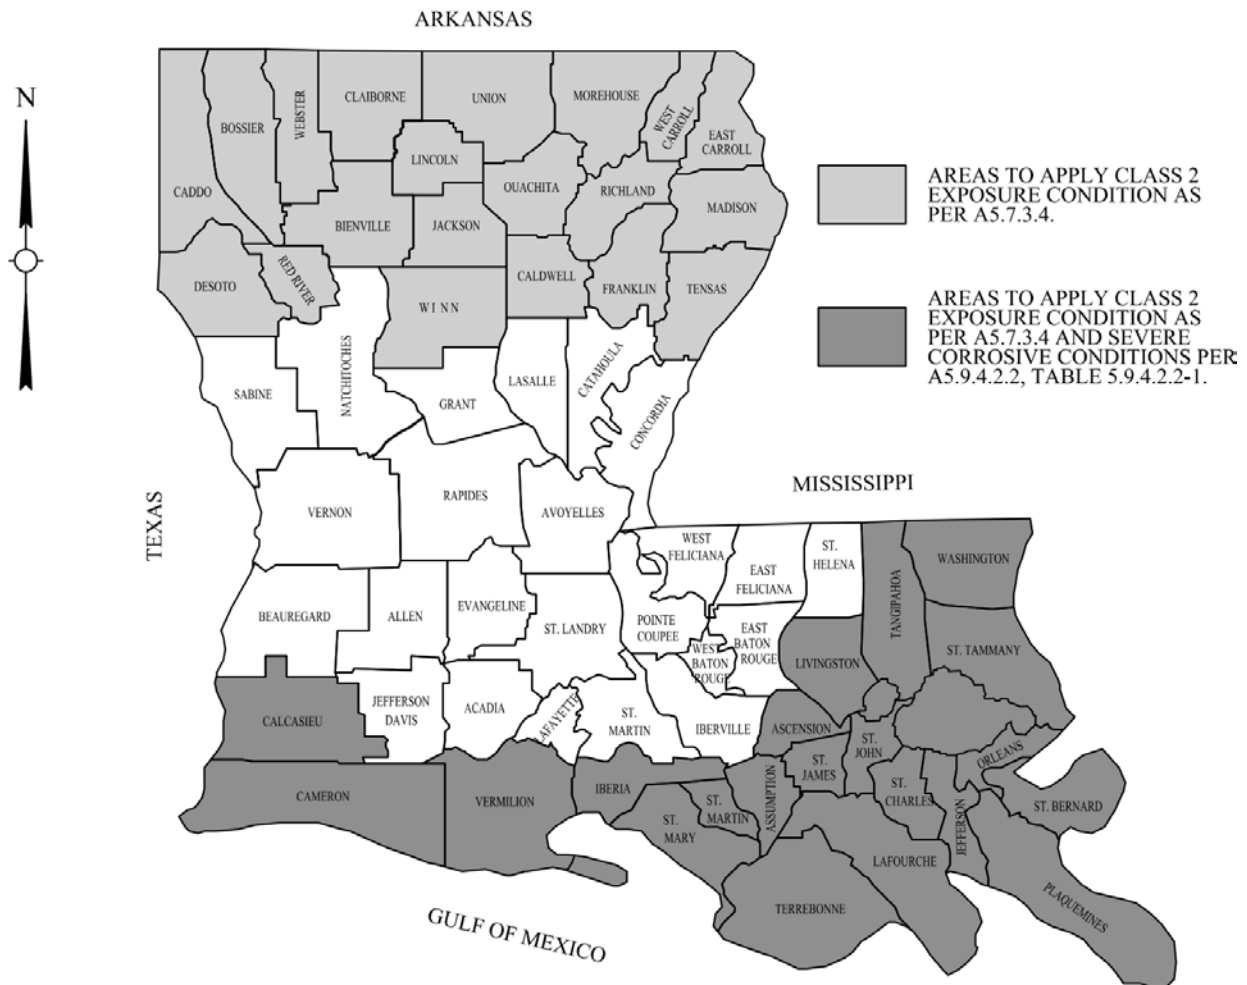 ARKANSAS
N
CADDO
BOSSIER
WEBSTER
CLAIBORNE
UNION
MOREHOUSE
WEST
CARROLL
EAST
CARROLL
LINCOLN
OUACHITA
RICHLAND
MADISON
BIENVILLE
JACKSON
DESOTO
RED RIVER
WINN
CALDWELL
FRANKLIN
TENSAS
AREAS TO APPLY CLASS 2
EXPOSURE CONDITION AS
PER A5.7.3.4.
AREAS TO APPLY CLASS 2
EXPOSURE CONDITION AS
PER A5.7.3.4 AND SEVERE
CORROSIVE CONDITIONS PER
A5.9.4.2.2, TABLE 5.9.4.2.2-1.
SABINE
NATCHITOCHES
GRANT
LASALLE
CATAHOULA
CONCORDIA
TEXAS
VERNON
RAPIDES
AVOYELLES
MISSISSIPPI
WEST
FELICIANA
EAST
FELICIANA
ST.
HELENA
TANGIPAHOA
WASHINGTON
BEAUREGARD
ALLEN
EVANGELINE
ST. LANDRY
POINTE
COUPEE
WEST
BATON
ROUGE
EAST
BATON
ROUGE
LIVINGSTON
ST. TAMMANY
CALCASIEU
JEFFERSON
DAVIS
ACADIA
LAFAYETTE
ST.
MARTIN
IBERVILLE
ASCENSION
ST.
JAMES
ST.
JOHN
ORLEANS
CAMERON
VERMILION
IBERIA
ST.
MARY
ST.
MARTIN
ASSUMPTION
ST.
CHARLES
JEFFERSON
ST. BERNARD
LAFOURCHE
TERREBONNE
PLAQUEMINES
GULF OF MEXICO